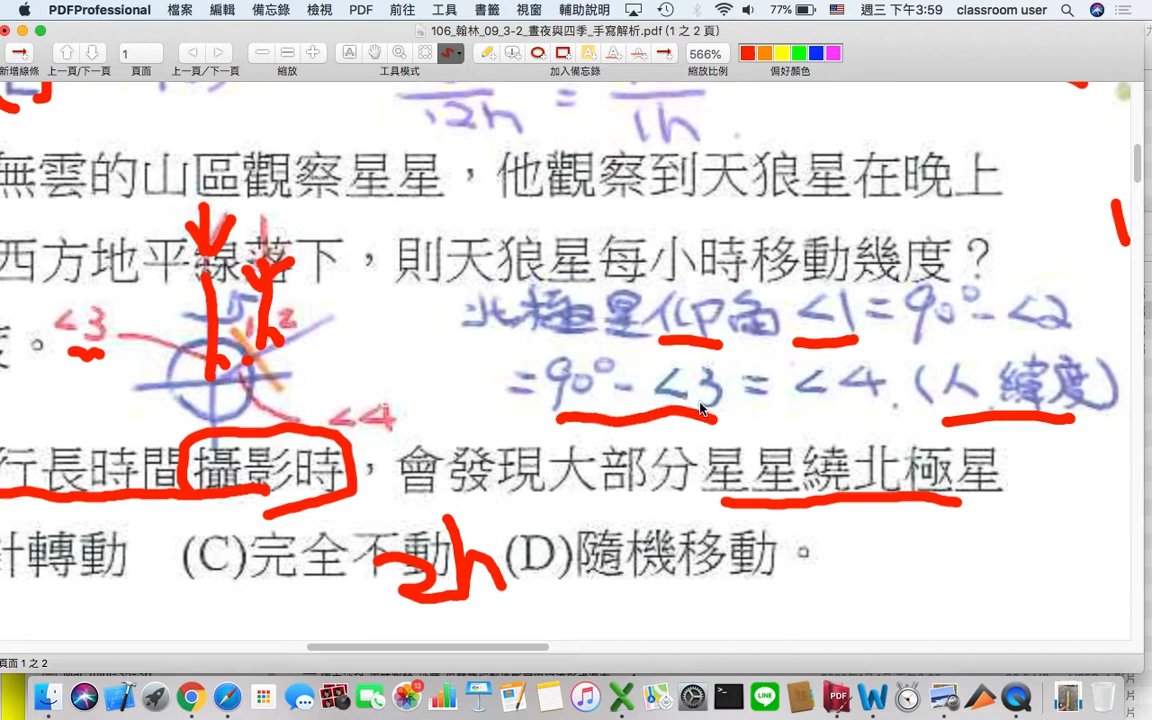 PDFProfessional 檔案 編輯 備忘錄 檢視 PDF 前往 工具 書籤 視窗 輔助說明 77% 週三 下午3:59 classroom user
106_翰林_09_3-2_晝夜與四季_手寫解析.pdf (1 之 2 頁)
1 566%
新增線條 上一頁/下一頁 頁面 上一頁/下一頁 縮放 工具模式 加入備忘錄 縮放比例 偏好顏色
12h = 1h
無雲的山區觀察星星，他觀察到天狼星在晚上
西方地平線落下，則天狼星每小時移動幾度？
度。 <3 北極星仰角 <1 = 90° - <2
= 90° - <3 = <4 . (人 緯度)
<4
行長時間攝影時，會發現大部分星星繞北極星
針轉動 (C)完全不動 (D)隨機移動。
2h
頁面 1 之 2